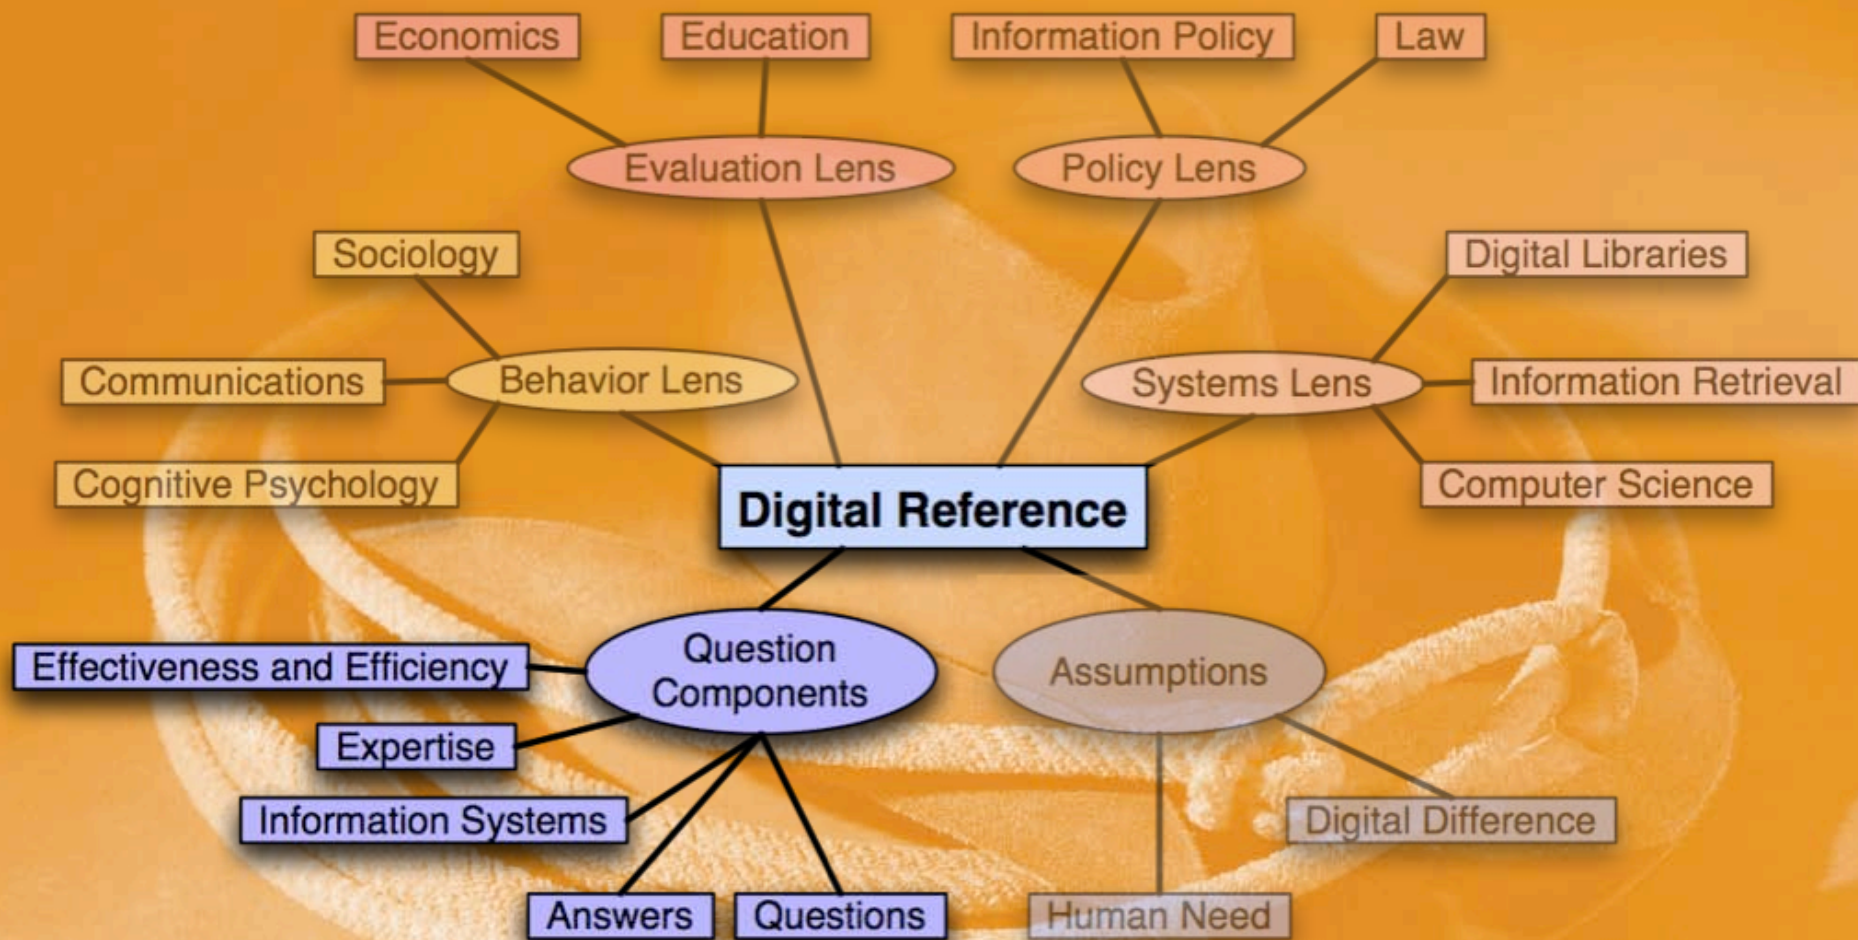 Economics
Education
Information Policy
Law
Evaluation Lens
Policy Lens
Sociology
Digital Libraries
Communications
Behavior Lens
Systems Lens
Information Retrieval
Cognitive Psychology
Computer Science
Digital Reference
Question
Components
Assumptions
Effectiveness and Efficiency
Expertise
Information Systems
Digital Difference
Answers
Questions
Human Need